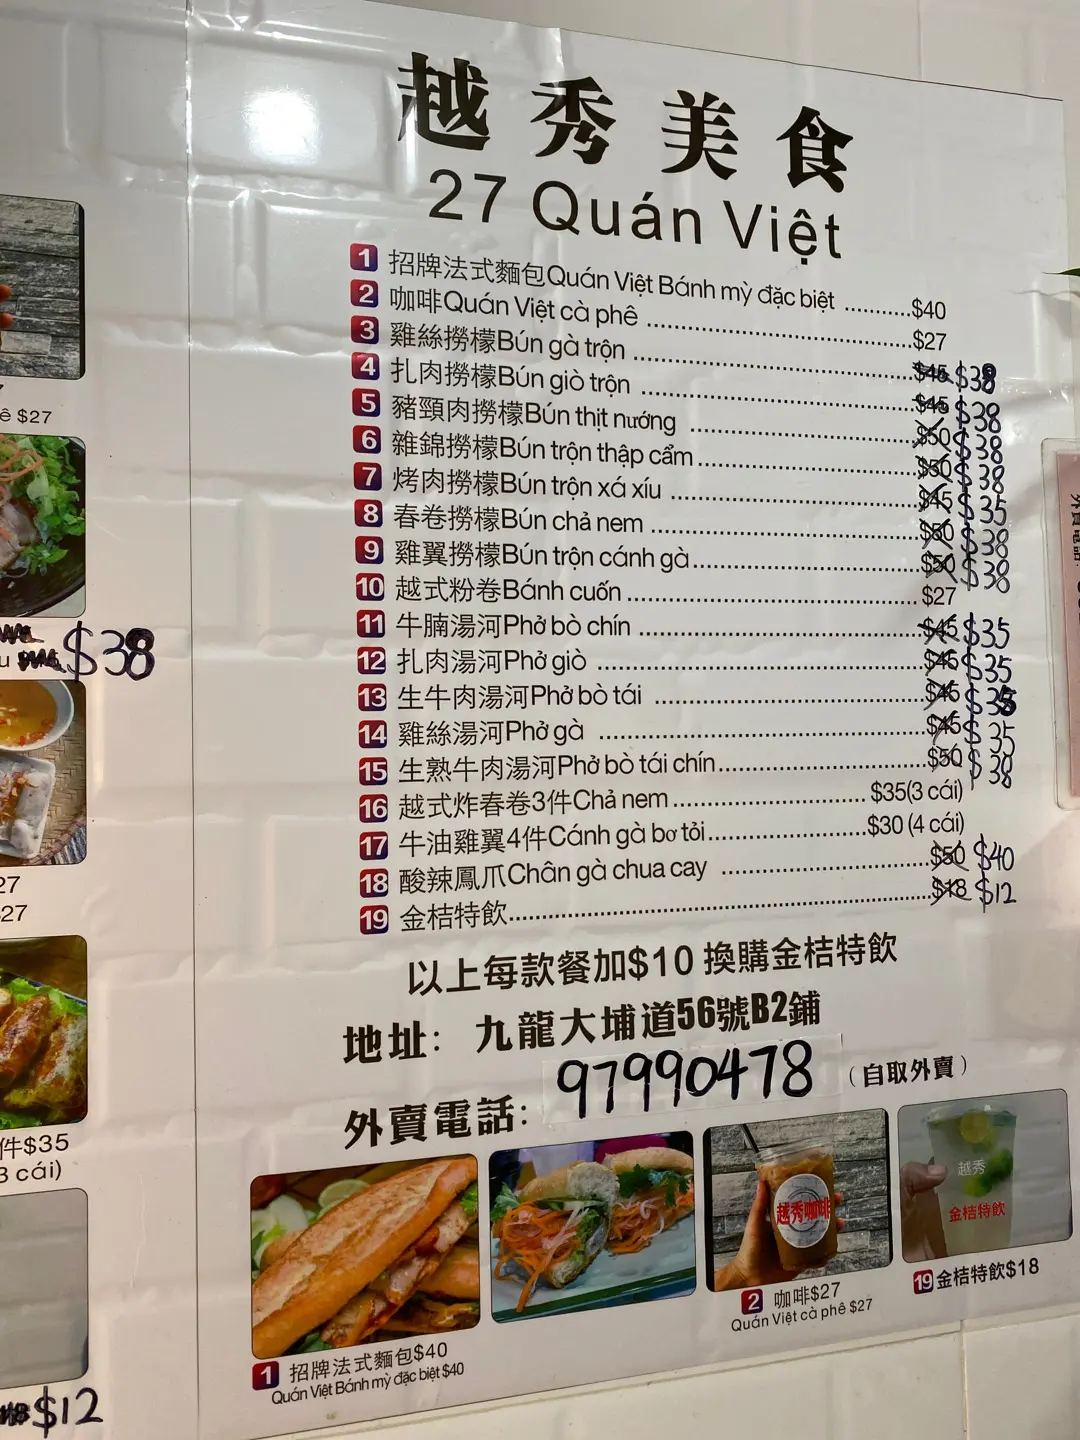 越秀美食
27 Quán Việt
1 招牌法式麵包Quán Việt Bánh mỳ đặc biệt ..........$40
2 咖啡Quán Việt cà phê ..........$27
3 雞絲撈檬Bún gà trộn ..........$45 $38
4 扎肉撈檬Bún giò trộn ..........$45 $38
5 豬頸肉撈檬Bún thịt nướng ..........$50 $38
6 雜錦撈檬Bún trộn thập cẩm ..........$50 $38
7 烤肉撈檬Bún trộn xá xíu ..........$45 $35
8 春卷撈檬Bún chả nem ..........$50 $38
9 雞翼撈檬Bún trộn cánh gà ..........$50 $38
10 越式粉卷Bánh cuốn ..........$27
11 牛腩湯河Phở bò chín ..........$45 $35
12 扎肉湯河Phở giò ..........$45 $35
13 生牛肉湯河Phở bò tái ..........$45 $35
14 雞絲湯河Phở gà ..........$45 $35
15 生熟牛肉湯河Phở bò tái chín ..........$50 $38
16 越式炸春卷3件Chả nem ..........$35(3 cái)
17 牛油雞翼4件Cánh gà bơ tỏi ..........$30 (4 cái)
18 酸辣鳳爪Chân gà chua cay ..........$50 $40
19 金桔特飲..........$18 $12
以上每款餐加$10 換購金桔特飲
地址：九龍大埔道56號B2鋪
外賣電話：97990478（自取外賣）
越秀咖啡
越秀
金桔特飲
1 招牌法式麵包$40
Quán Việt Bánh mỳ đặc biệt $40
2 咖啡$27
Quán Việt cà phê $27
19 金桔特飲$18
ê $27
$38
27
$27
件$35
3 cái)
$12
外賣電話：